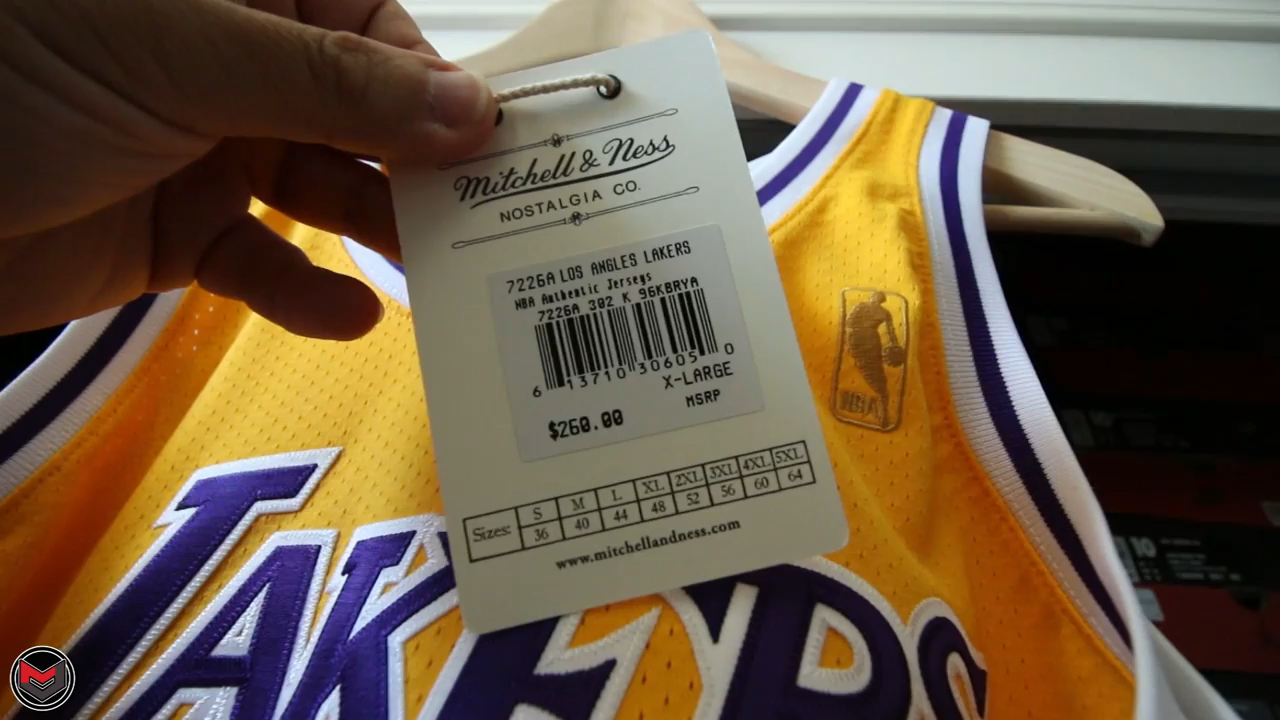 Mitchell & Ness
NOSTALGIA CO.
7226A LOS ANGLES LAKERS
NBA Authentic Jerseys
7226A 302 K 96KBRYA
6 13710 30605 0
X-LARGE
MSRP
$260.00
Sizes: S M L XL 2XL 3XL 4XL 5XL
36 40 44 48 52 56 60 64
www.mitchellandness.com
NBA
LAKERS
10